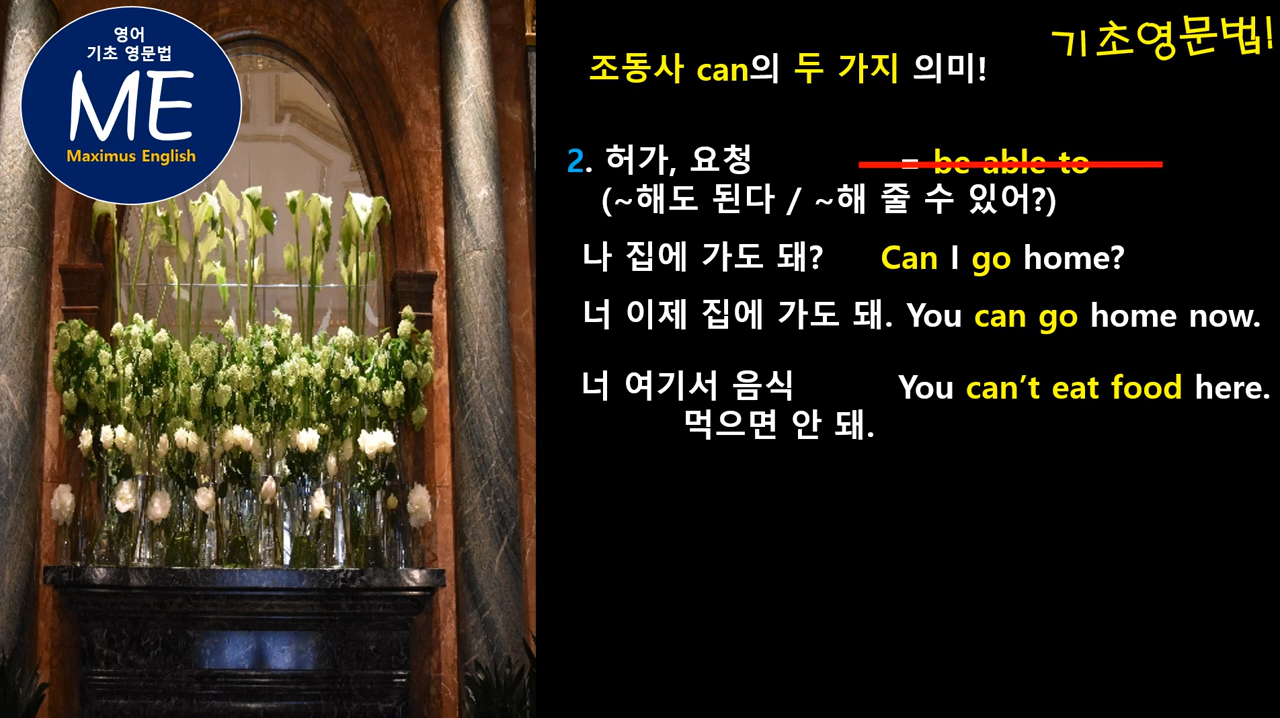 영어
기초 영문법
ME
Maximus English
기초영문법!
조동사 can의 두 가지 의미!
2. 허가, 요청 = be able to
(~해도 된다 / ~해 줄 수 있어?)
나 집에 가도 돼? Can I go home?
너 이제 집에 가도 돼. You can go home now.
너 여기서 음식 You can’t eat food here.
먹으면 안 돼.